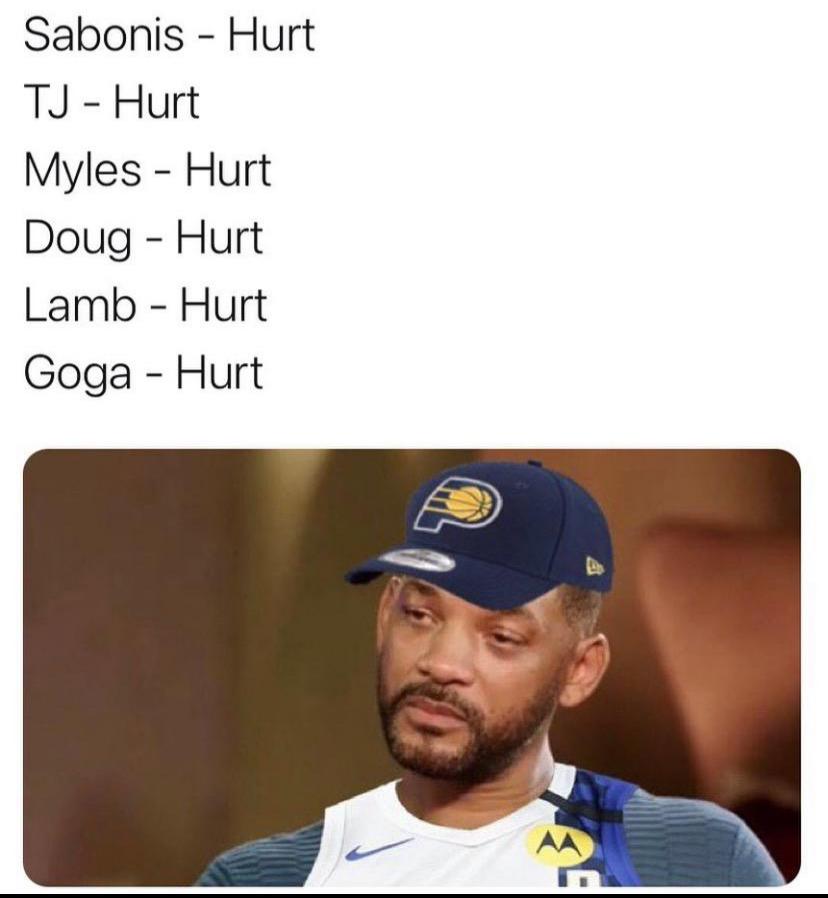 Sabonis - Hurt
TJ - Hurt
Myles - Hurt
Doug - Hurt
Lamb - Hurt
Goga - Hurt